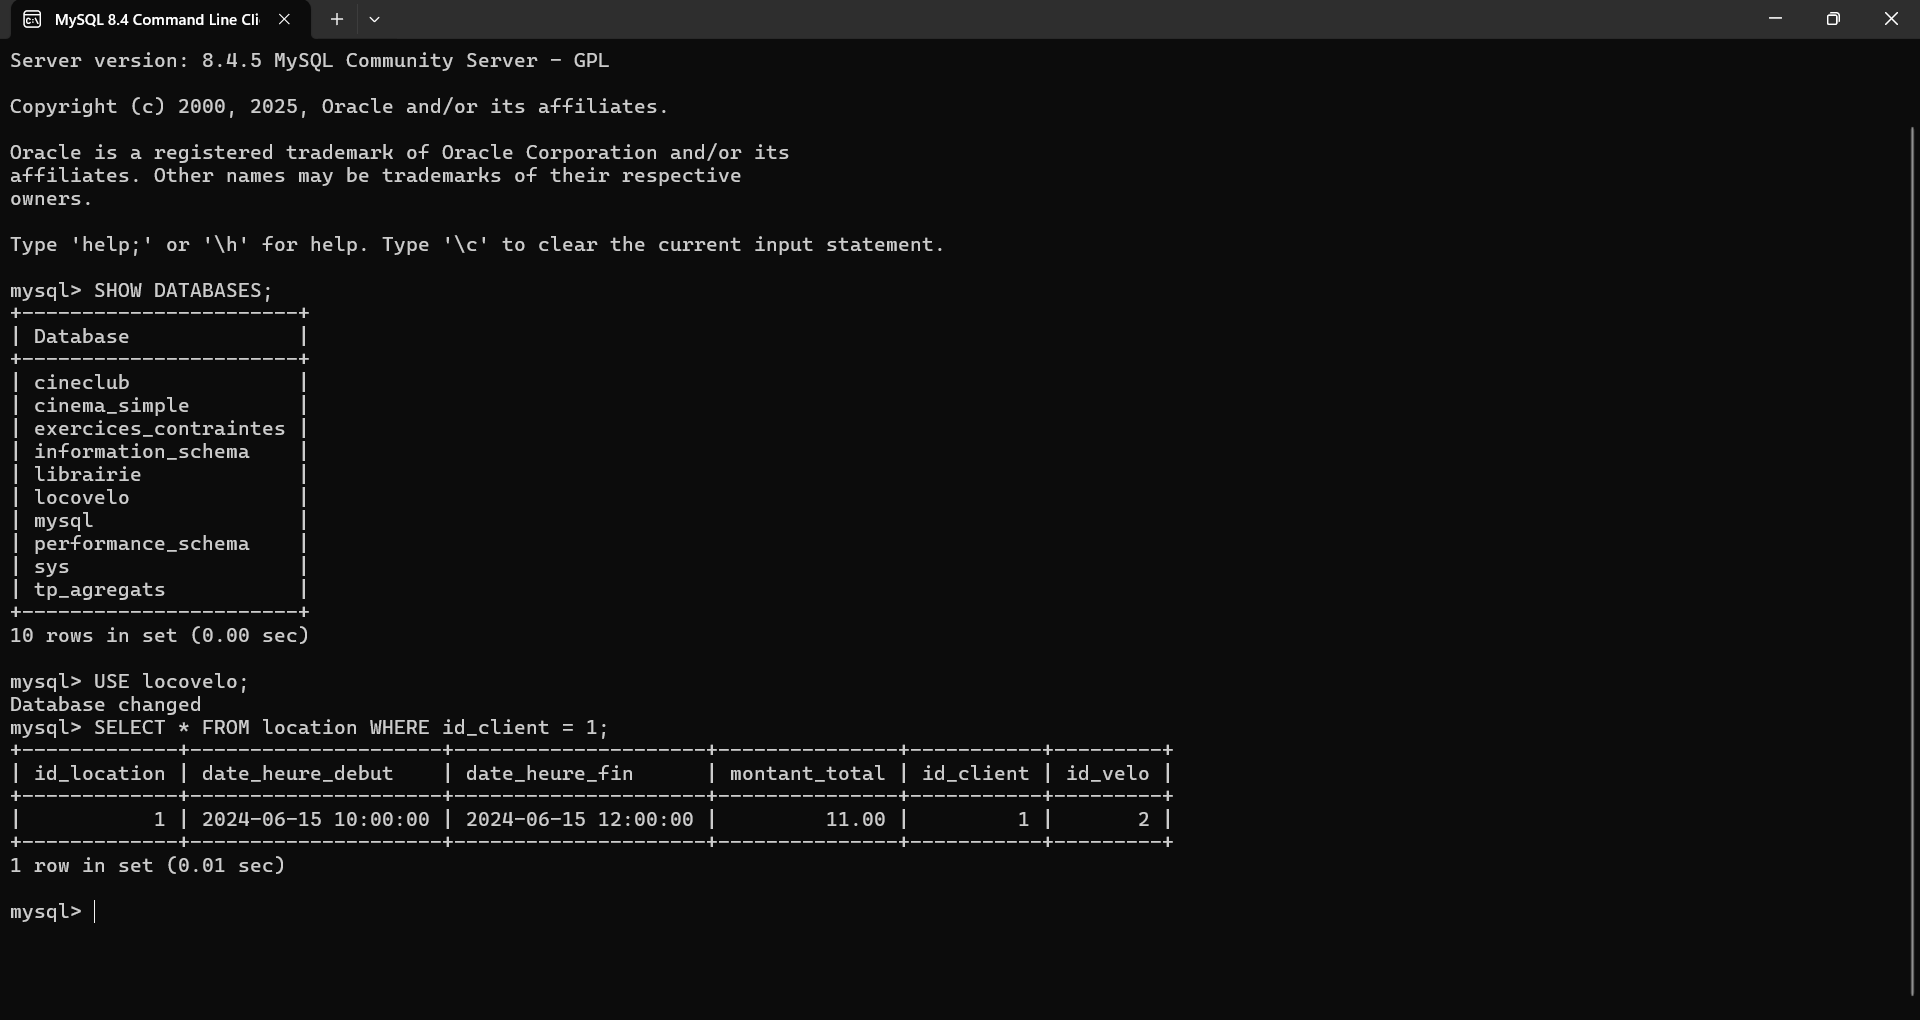 MySQL 8.4 Command Line Cli
Server version: 8.4.5 MySQL Community Server - GPL
Copyright (c) 2000, 2025, Oracle and/or its affiliates.
Oracle is a registered trademark of Oracle Corporation and/or its
affiliates. Other names may be trademarks of their respective
owners.
Type 'help;' or '\h' for help. Type '\c' to clear the current input statement.
mysql> SHOW DATABASES;
+-----------------------+
| Database              |
+-----------------------+
| cineclub              |
| cinema_simple         |
| exercices_contraintes |
| information_schema    |
| librairie             |
| locovelo              |
| mysql                 |
| performance_schema    |
| sys                   |
| tp_agregats           |
+-----------------------+
10 rows in set (0.00 sec)
mysql> USE locovelo;
Database changed
mysql> SELECT * FROM location WHERE id_client = 1;
+-------------+---------------------+---------------------+---------------+-----------+---------+
| id_location | date_heure_debut    | date_heure_fin      | montant_total | id_client | id_velo |
+-------------+---------------------+---------------------+---------------+-----------+---------+
|           1 | 2024-06-15 10:00:00 | 2024-06-15 12:00:00 |         11.00 |         1 |       2 |
+-------------+---------------------+---------------------+---------------+-----------+---------+
1 row in set (0.01 sec)
mysql>